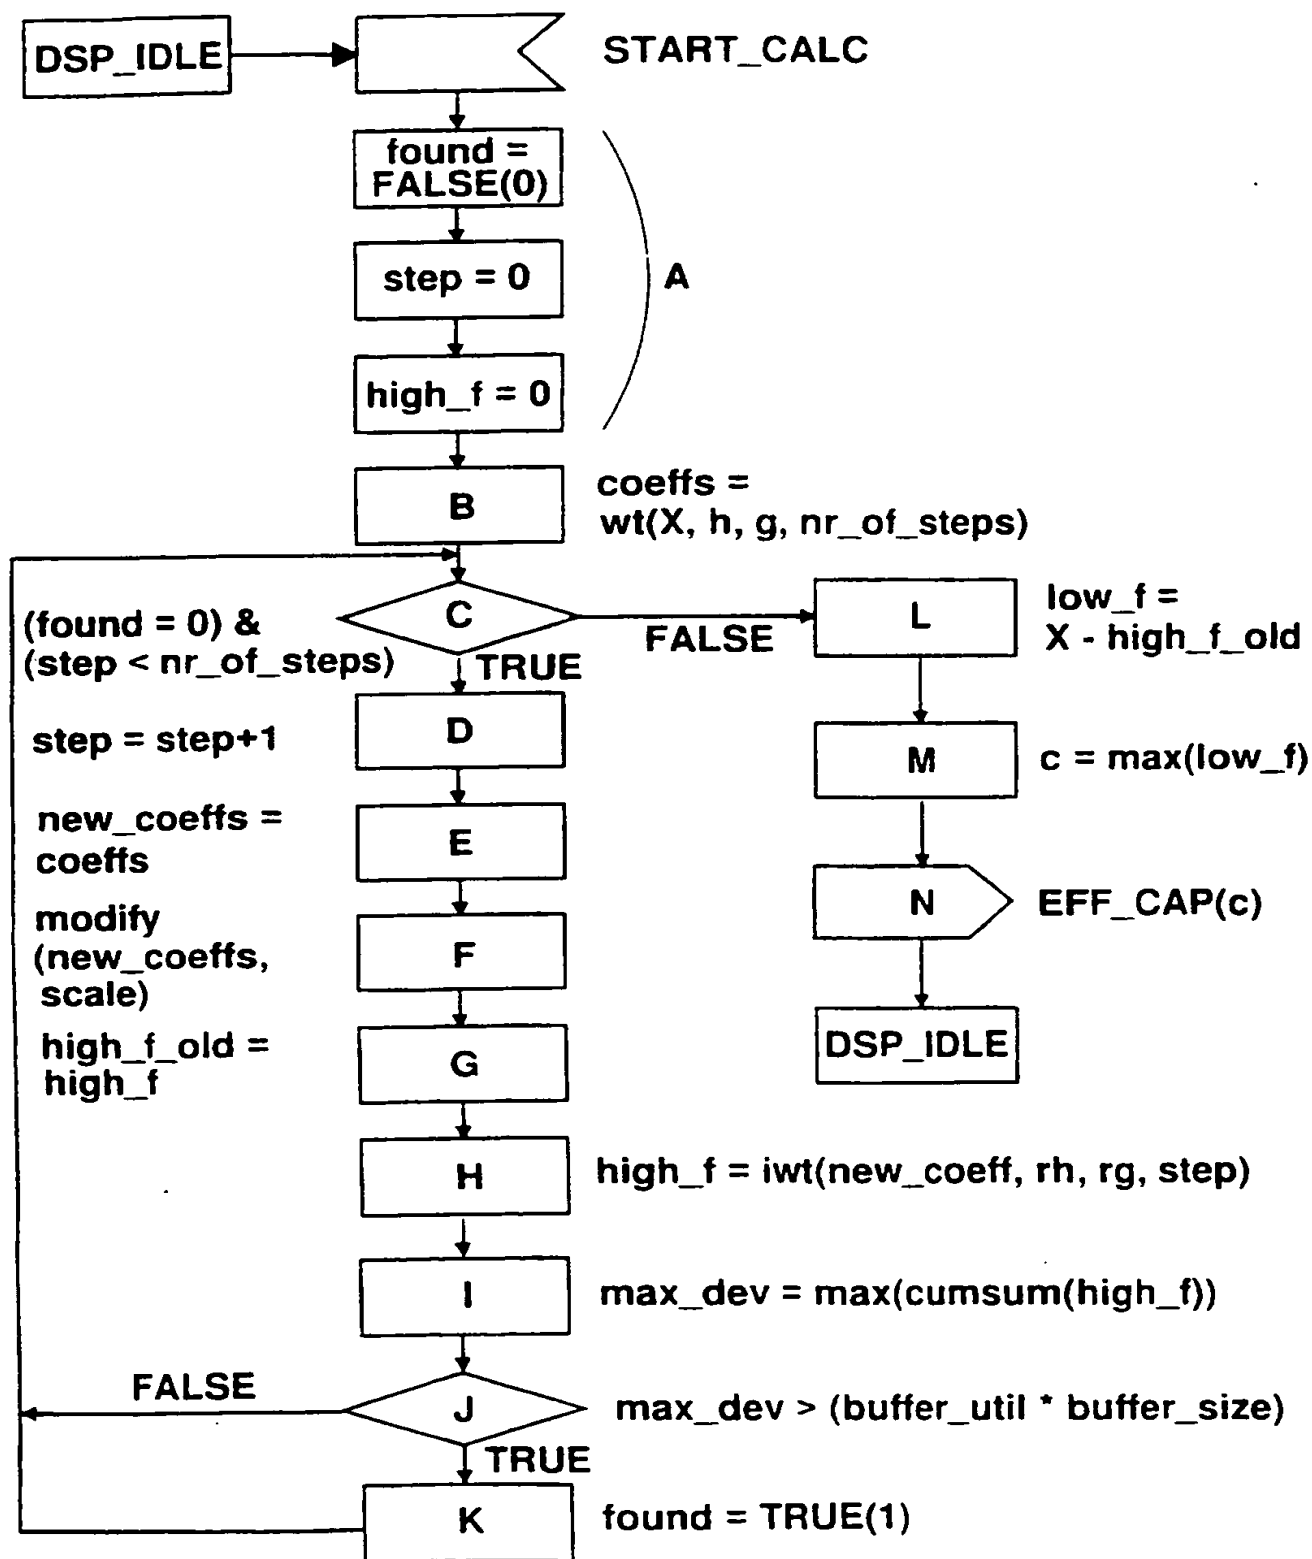 DSP_IDLE
START_CALC
found =
FALSE(0)
step = 0
A
high_f = 0
B
coeffs =
wt(X, h, g, nr_of_steps)
C
(found = 0) &
(step < nr_of_steps)
TRUE
FALSE
L
low_f =
X - high_f_old
D
step = step+1
M
c = max(low_f)
E
new_coeffs =
coeffs
N
EFF_CAP(c)
F
modify
(new_coeffs,
scale)
DSP_IDLE
G
high_f_old =
high_f
H
high_f = iwt(new_coeff, rh, rg, step)
I
max_dev = max(cumsum(high_f))
FALSE
J
max_dev > (buffer_util * buffer_size)
TRUE
K
found = TRUE(1)